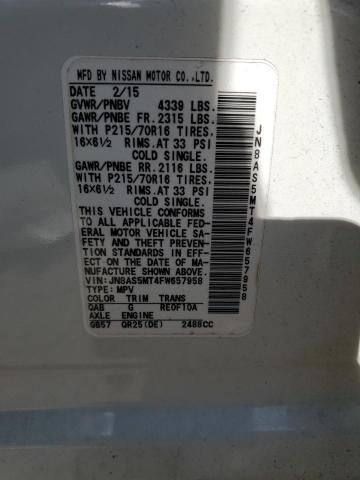 MFD BY NISSAN MOTOR CO.,LTD.
DATE 2/15
GVWR/PNBV 4339 LBS.
GAWR/PNBE FR. 2315 LBS.
WITH P215/70R16 TIRES.
16X6½ RIMS.AT 33 PSI
COLD SINGLE.
GAWR/PNBE RR. 2116 LBS.
WITH P215/70R16 TIRES.
16X6½ RIMS.AT 33 PSI
COLD SINGLE.
THIS VEHICLE CONFORMS
TO ALL APPLICABLE FED-
ERAL MOTOR VEHICLE SA-
FETY AND THEFT PREVEN-
TION STANDARDS IN EFF-
ECT ON THE DATE OF MA-
NUFACTURE SHOWN ABOVE.
VIN:JN8AS5MT4FW657958
TYPE:MPV
COLOR TRIM TRANS
QAB G REOF10A
AXLE ENGINE
GB57 QR25(DE) 2488CC
JN8AS5MT4FW657958